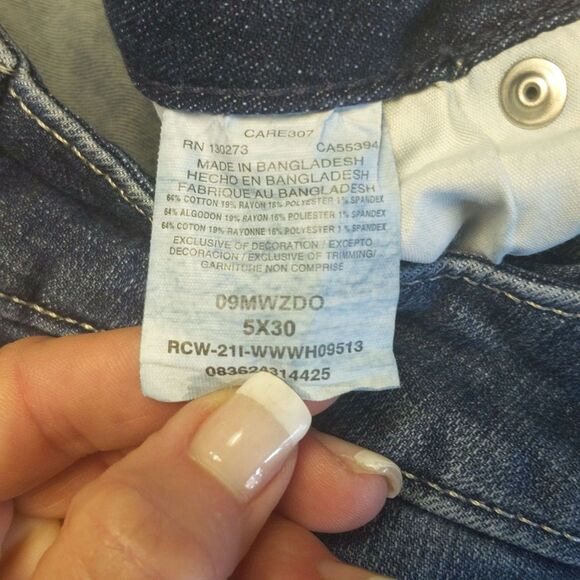 CARE307
RN 130273 CA55394
MADE IN BANGLADESH
HECHO EN BANGLADESH
FABRIQUE AU BANGLADESH
64% COTTON 19% RAYON 16% POLYESTER 1% SPANDEX
64% ALGODON 19% RAYON 16% POLIESTER 1% SPANDEX
64% COTON 19% RAYONNE 16% POLYESTER 1% SPANDEX
EXCLUSIVE OF DECORATION / EXCEPTO
DECORACION / EXCLUSIVE OF TRIMMING/
GARNITURE NON COMPRISE
09MWZDO
5X30
RCW-21I-WWWH09513
083624314425